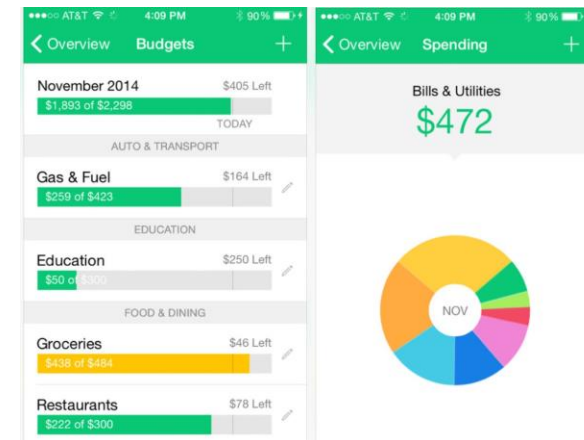 AT&T 4:09 PM 90%
Overview Budgets +
November 2014 $405 Left
$1,893 of $2,298
TODAY
AUTO & TRANSPORT
Gas & Fuel $164 Left
$259 of $423
EDUCATION
Education $250 Left
$50 of $300
FOOD & DINING
Groceries $46 Left
$438 of $484
Restaurants $78 Left
$222 of $300
AT&T 4:09 PM 90%
Overview Spending +
Bills & Utilities
$472
NOV